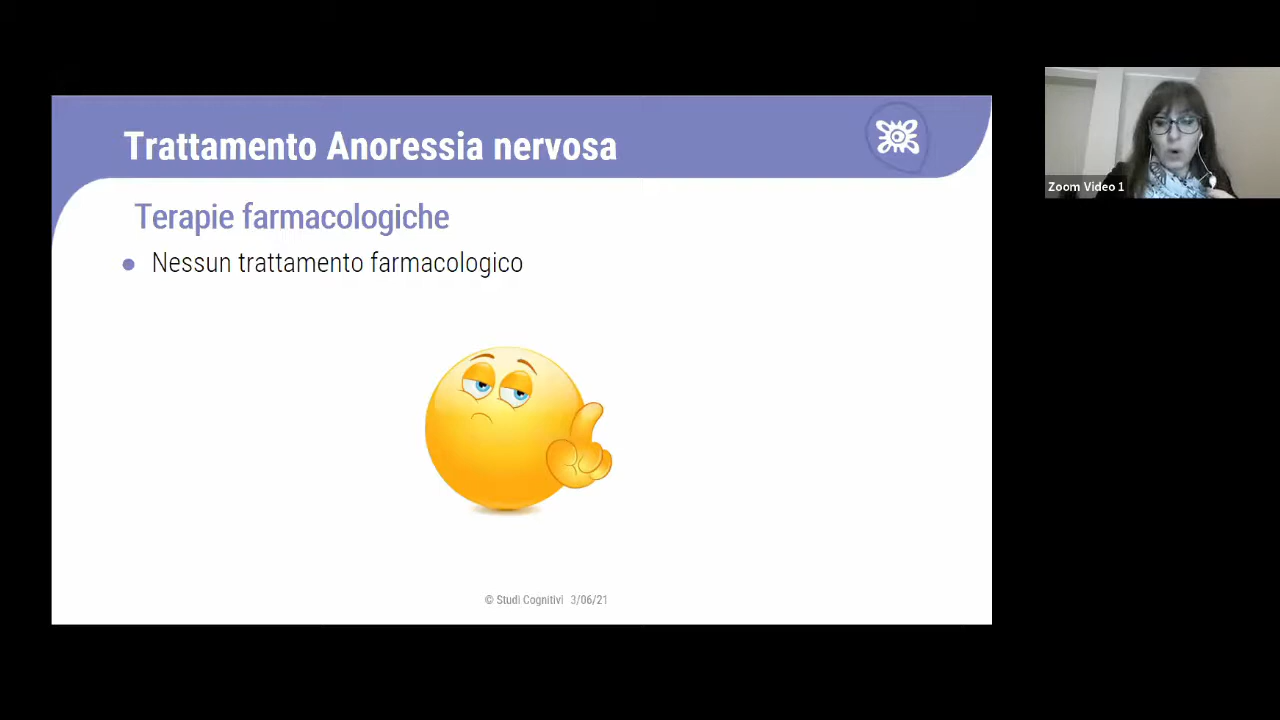 Trattamento Anoressia nervosa
Terapie farmacologiche
Nessun trattamento farmacologico
© Studi Cognitivi 3/06/21
Zoom Video 1